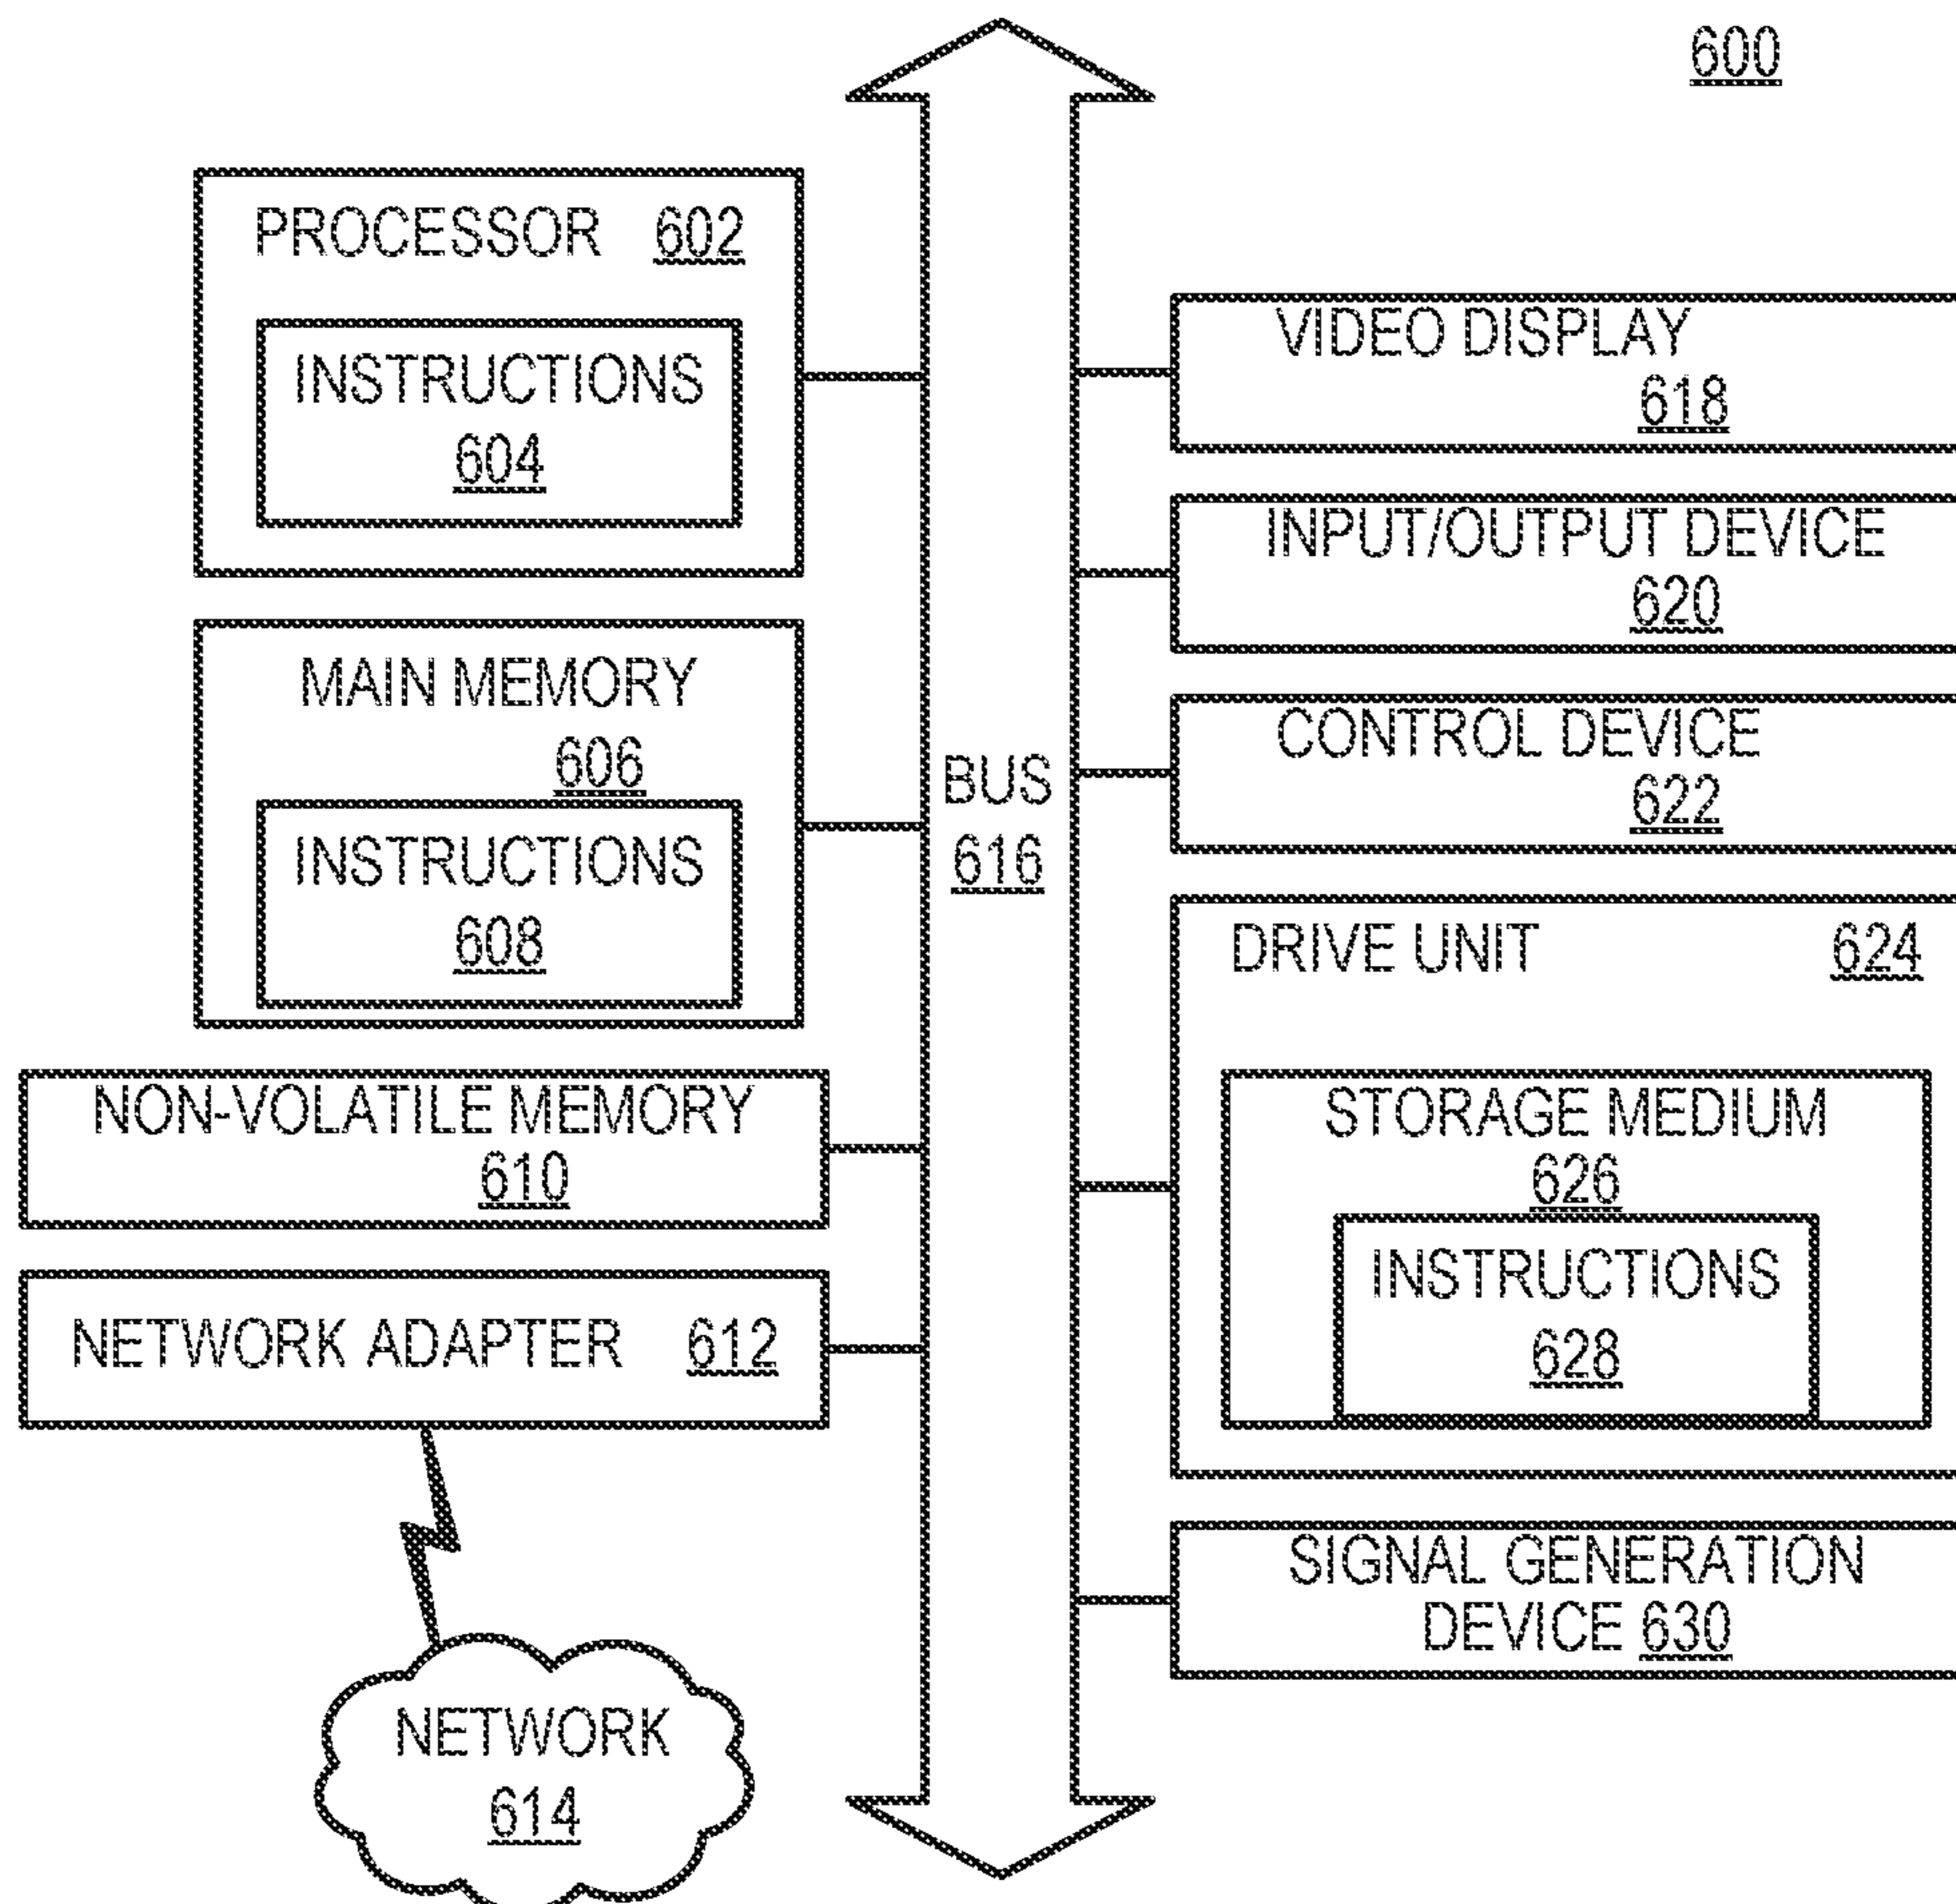 600
PROCESSOR 602
INSTRUCTIONS
604
MAIN MEMORY
606
INSTRUCTIONS
608
NON-VOLATILE MEMORY
610
NETWORK ADAPTER 612
NETWORK
614
BUS
616
VIDEO DISPLAY
618
INPUT/OUTPUT DEVICE
620
CONTROL DEVICE
622
DRIVE UNIT 624
STORAGE MEDIUM
626
INSTRUCTIONS
628
SIGNAL GENERATION
DEVICE 630